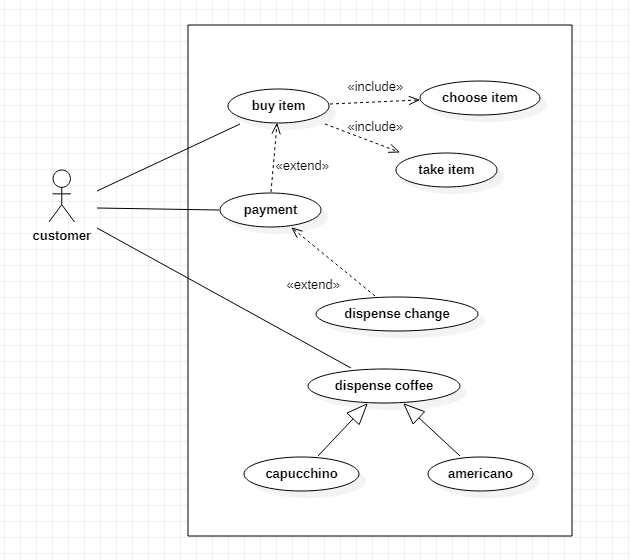 «include»
choose item
buy item
«include»
«extend»
take item
payment
customer
«extend»
dispense change
dispense coffee
capucchino
americano